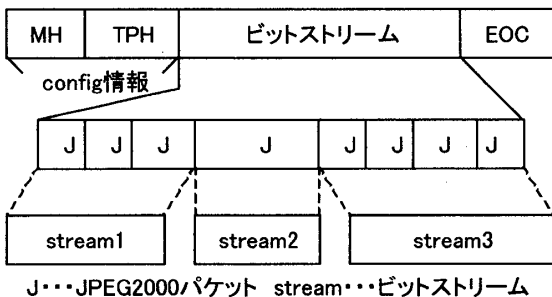 MH TPH ビットストリーム EOC
config情報
J J J J J J J J
stream1 stream2 stream3
J・・・JPEG2000パケット stream・・・ビットストリーム